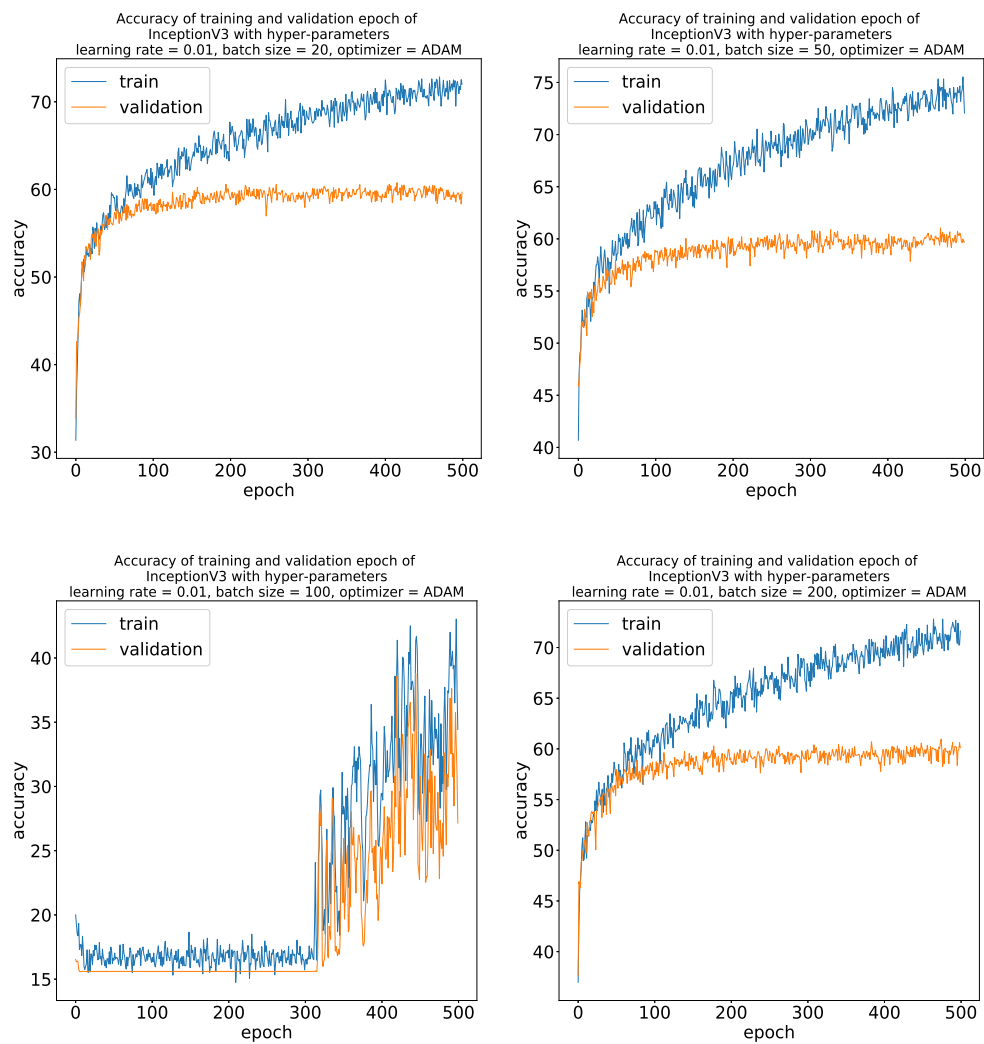 Accuracy of training and validation epoch of
InceptionV3 with hyper-parameters
learning rate = 0.01, batch size = 20, optimizer = ADAM
train
validation
70
60
50
40
30
accuracy
0 100 200 300 400 500
epoch
Accuracy of training and validation epoch of
InceptionV3 with hyper-parameters
learning rate = 0.01, batch size = 50, optimizer = ADAM
train
validation
75
70
65
60
55
50
45
40
accuracy
0 100 200 300 400 500
epoch
Accuracy of training and validation epoch of
InceptionV3 with hyper-parameters
learning rate = 0.01, batch size = 100, optimizer = ADAM
train
validation
40
35
30
25
20
15
accuracy
0 100 200 300 400 500
epoch
Accuracy of training and validation epoch of
InceptionV3 with hyper-parameters
learning rate = 0.01, batch size = 200, optimizer = ADAM
train
validation
70
65
60
55
50
45
40
accuracy
0 100 200 300 400 500
epoch